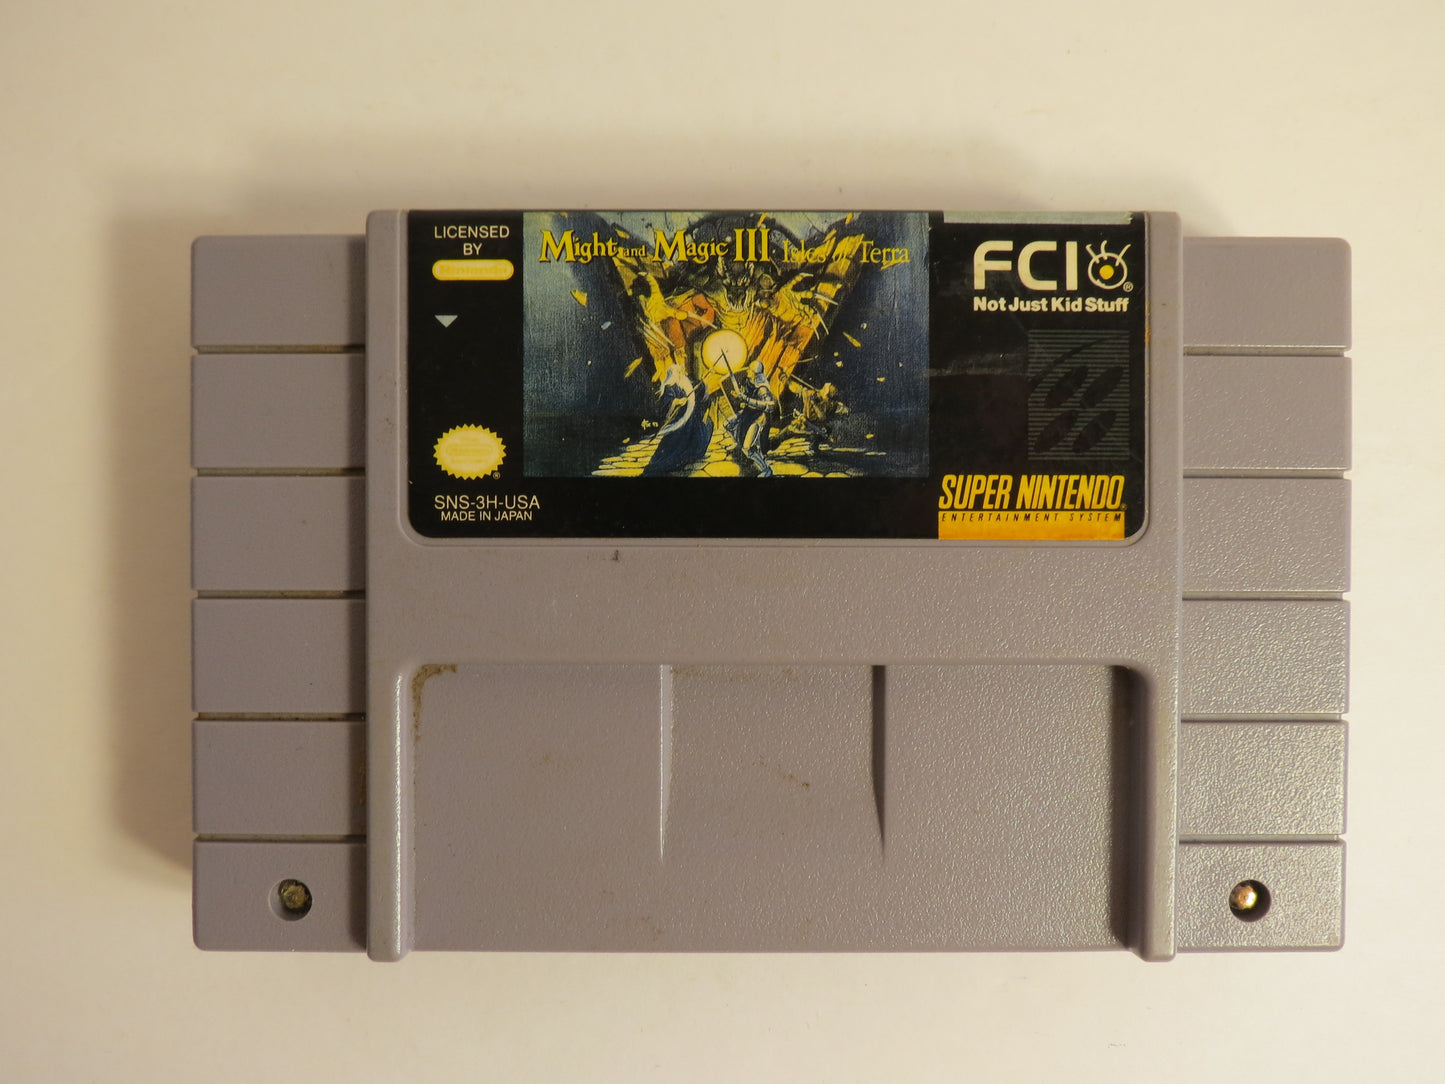 LICENSED
BY
Nintendo
Might and Magic III Isles of Terra
FCI
®
Not Just Kid Stuff
®
SNS-3H-USA
MADE IN JAPAN
SUPER NINTENDO®
ENTERTAINMENT SYSTEM